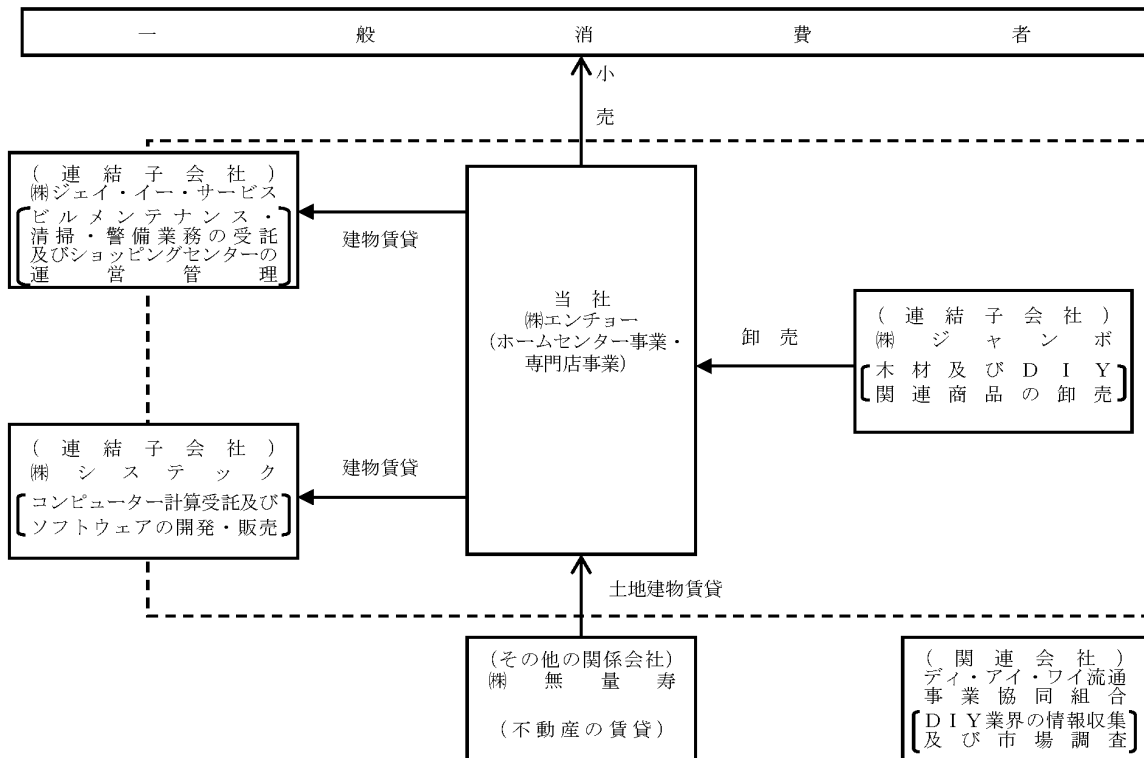 一般消費者
小売
(連結子会社)
㈱ジェイ・イー・サービス
ビルメンテナンス・
清掃・警備業務の受託
及びショッピングセンターの
運営管理
建物賃貸
当社
㈱エンチョー
(ホームセンター事業・
専門店事業)
卸売
(連結子会社)
㈱ジャンボ
木材及びDIY
関連商品の卸売
(連結子会社)
㈱システック
コンピューター計算受託及び
ソフトウェアの開発・販売
建物賃貸
土地建物賃貸
(その他の関係会社)
㈱無量寿
(不動産の賃貸)
(関連会社)
ディ・アイ・ワイ流通
事業協同組合
DIY業界の情報収集
及び市場調査